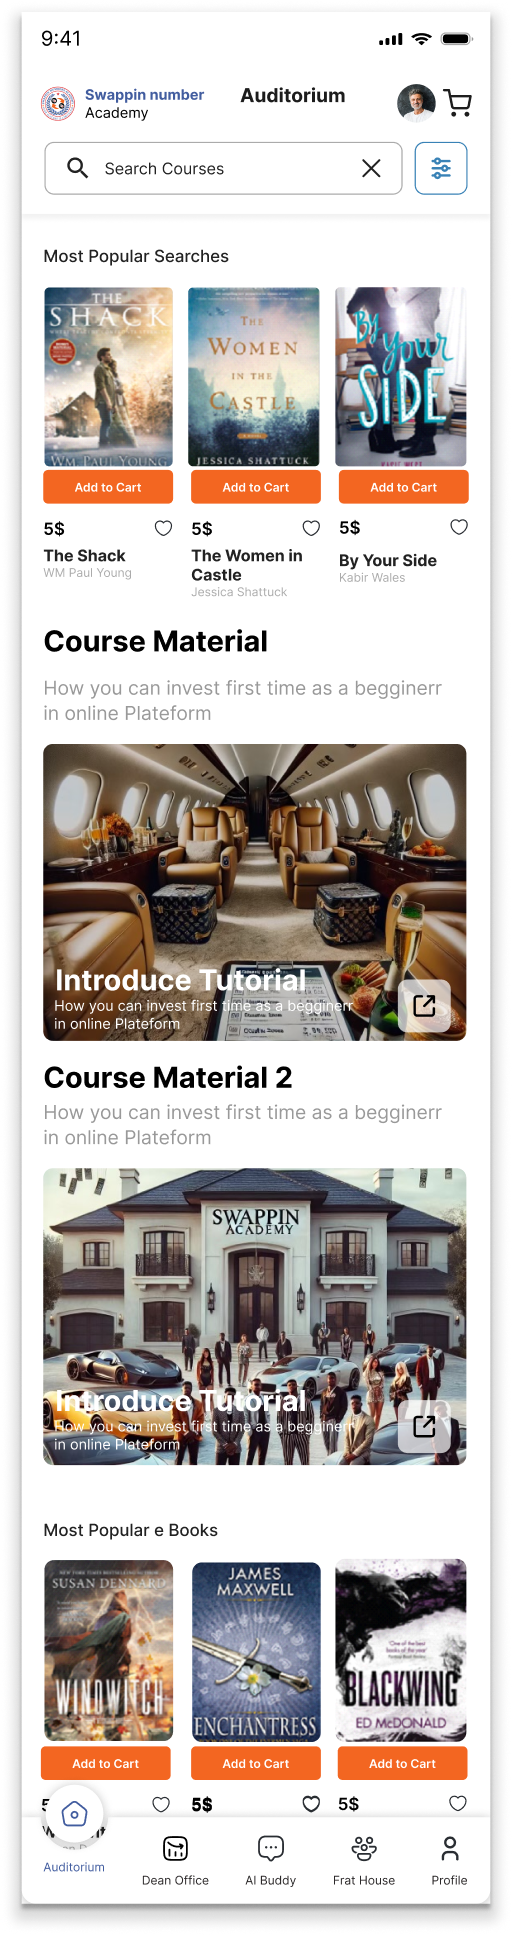 9:41
Swappin number
Academy
Auditorium
Search Courses
Most Popular Searches
THE
SHACK
WM. PAUL YOUNG
THE
WOMEN
IN THE
CASTLE
JESSICA SHATTUCK
By Your
SIDE
Add to Cart
Add to Cart
Add to Cart
5$
5$
5$
The Shack
WM Paul Young
The Women in
Castle
Jessica Shattuck
By Your Side
Kabir Wales
Course Material
How you can invest first time as a begginerr
in online Plateform
Introduce Tutorial
How you can invest first time as a begginerr
in online Plateform
Course Material 2
How you can invest first time as a begginerr
in online Plateform
SWAPPIN
ACADEMY
Introduce Tutorial
How you can invest first time as a begginerr
in online Plateform
Most Popular e Books
SUSAN DENNARD
WINDWITCH
JAMES
MAXWELL
ENCHANTRESS
BLACKWING
ED McDONALD
Add to Cart
Add to Cart
Add to Cart
5$
5$
Auditorium
Dean Office
AI Buddy
Frat House
Profile